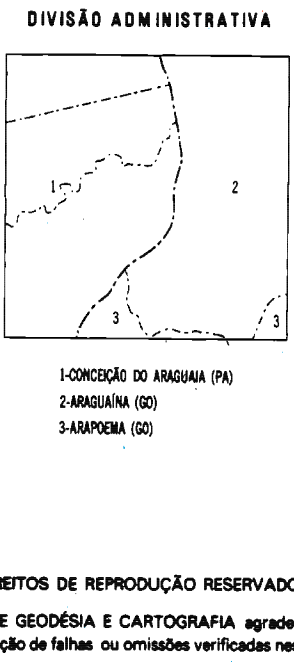 DIVISÃO ADMINISTRATIVA
1
2
3
3
1-CONCEIÇÃO DO ARAGUAIA (PA)
2-ARAGUAÍNA (GO)
3-ARAPOEMA (GO)
REITOS DE REPRODUÇÃO RESERVADO
E GEODÉSIA E CARTOGRAFIA agrade
ção de falhas ou omissões verificadas nes